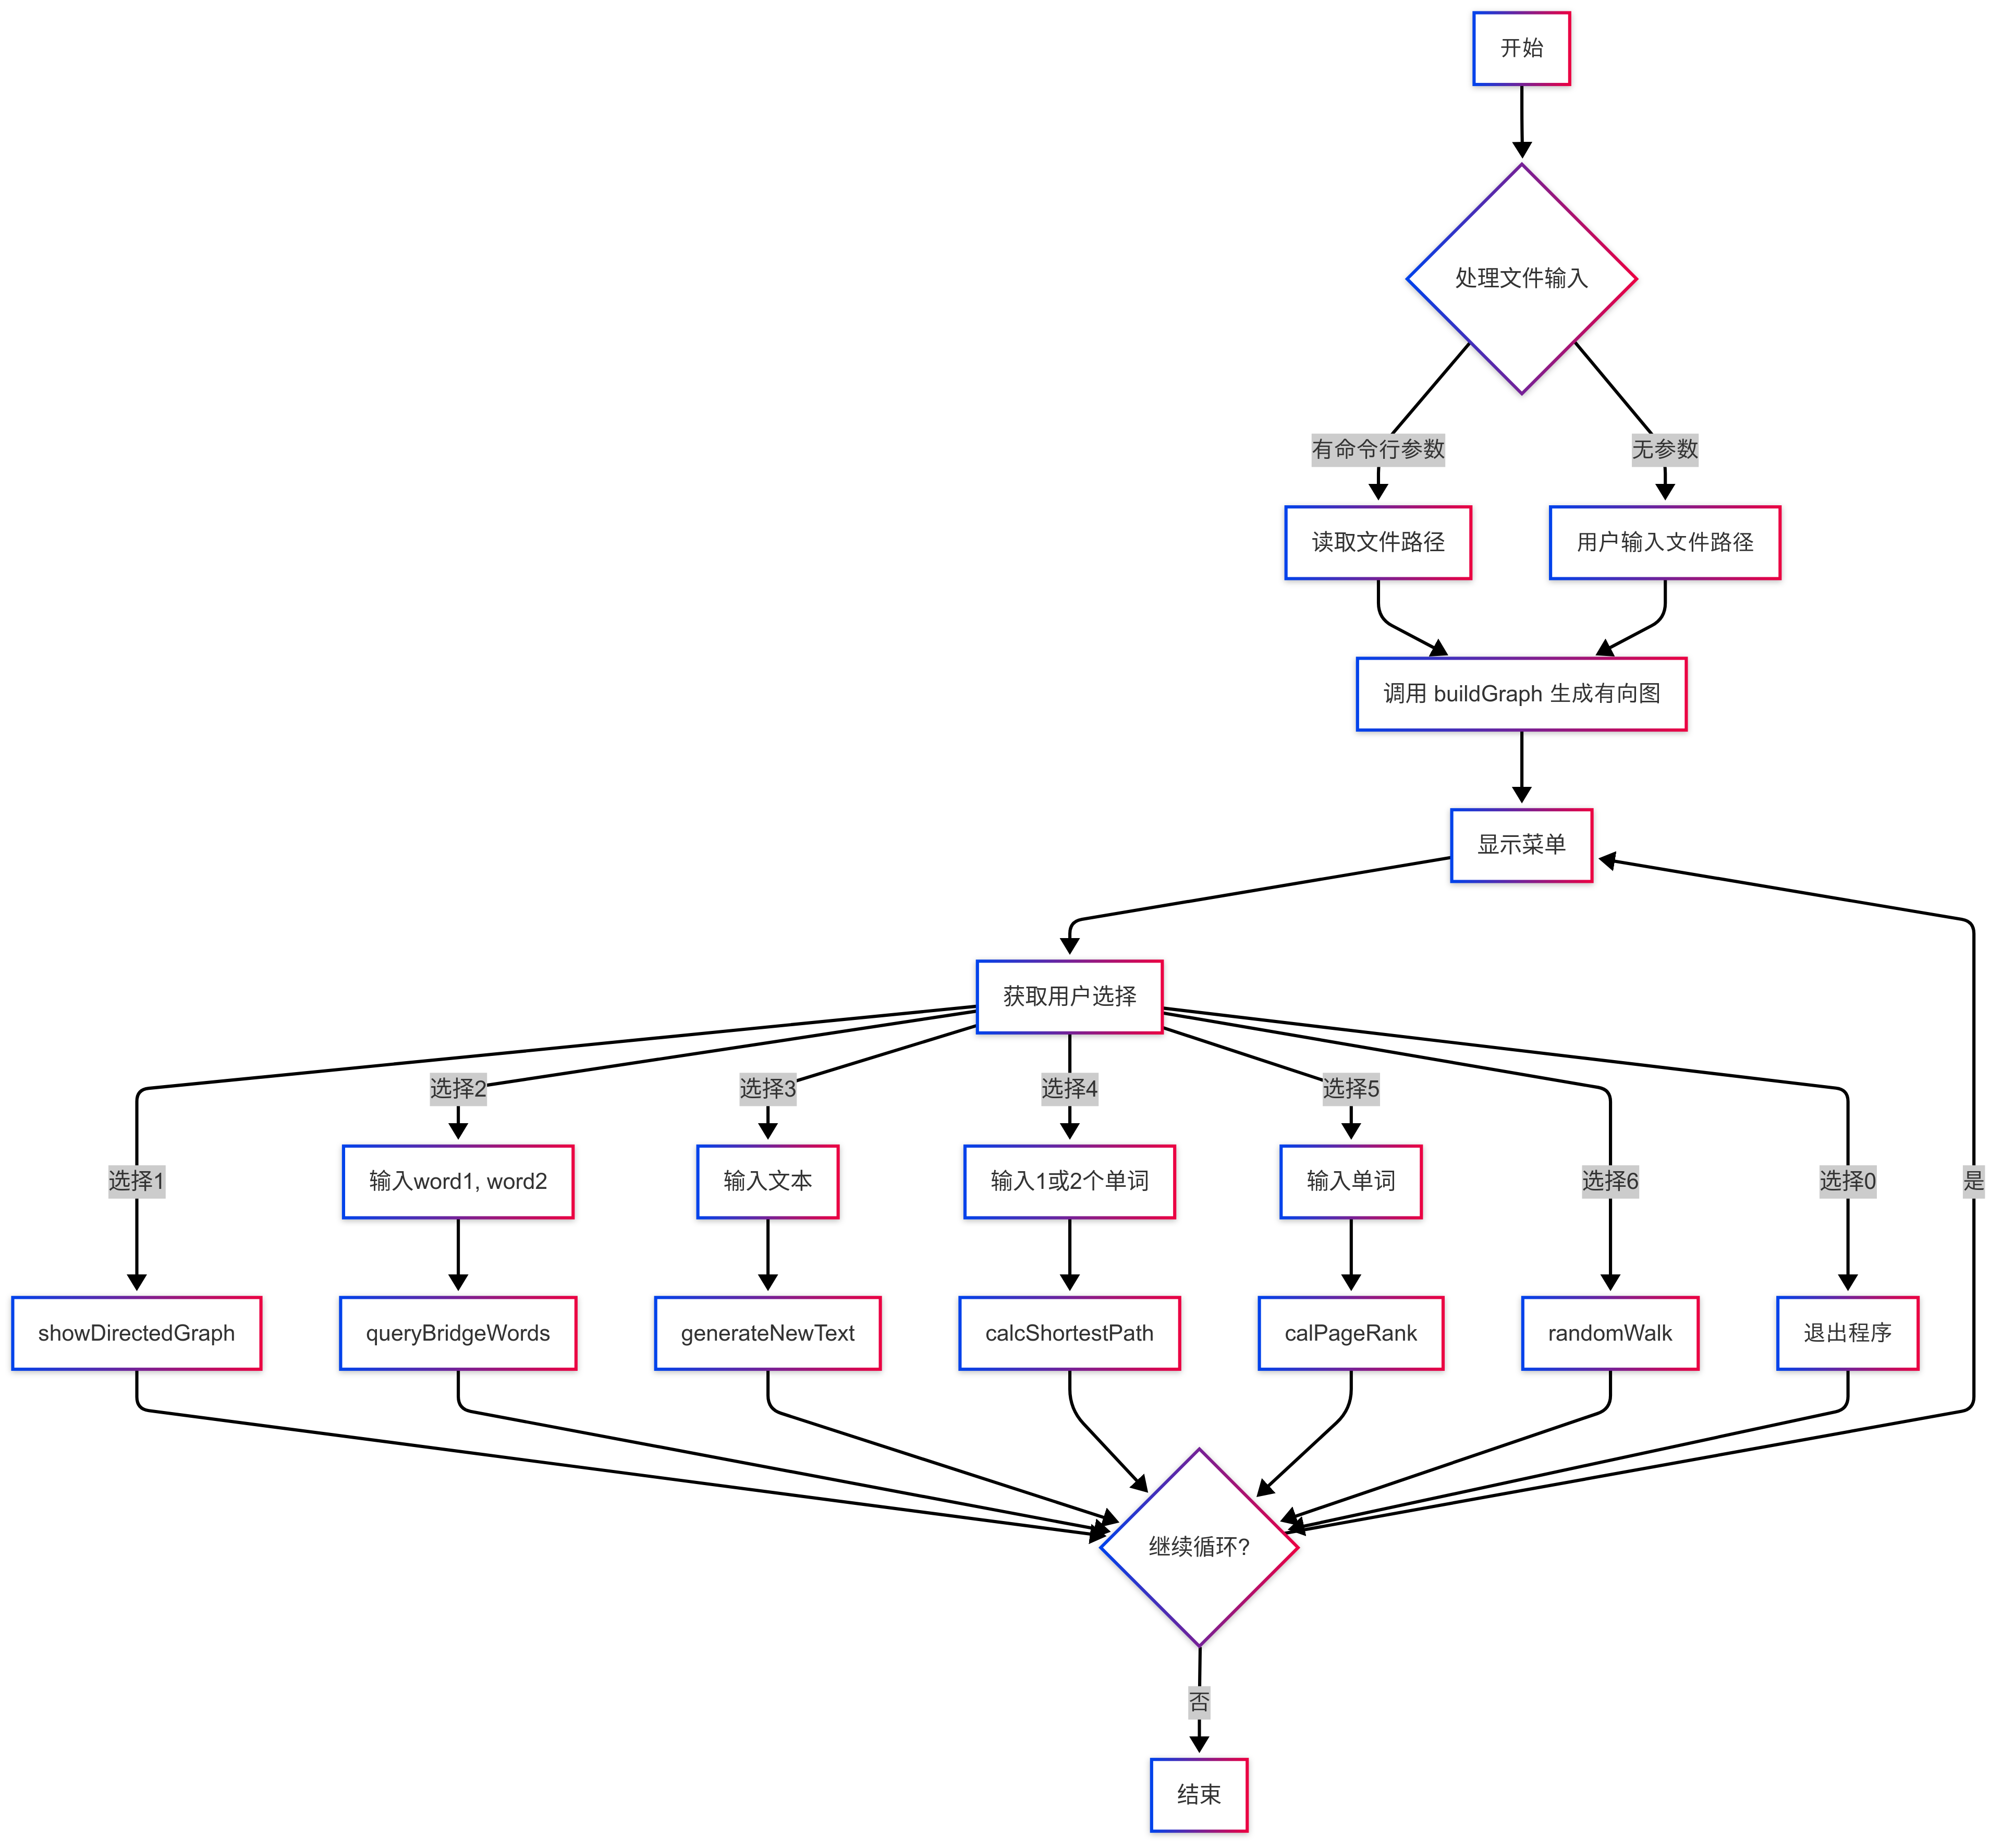 开始
处理文件输入
有命令行参数
无参数
读取文件路径
用户输入文件路径
调用 buildGraph 生成有向图
显示菜单
获取用户选择
选择2
选择3
选择4
选择5
选择1
输入word1, word2
输入文本
输入1或2个单词
输入单词
选择6
选择0
是
showDirectedGraph
queryBridgeWords
generateNewText
calcShortestPath
calPageRank
randomWalk
退出程序
继续循环?
否
结束